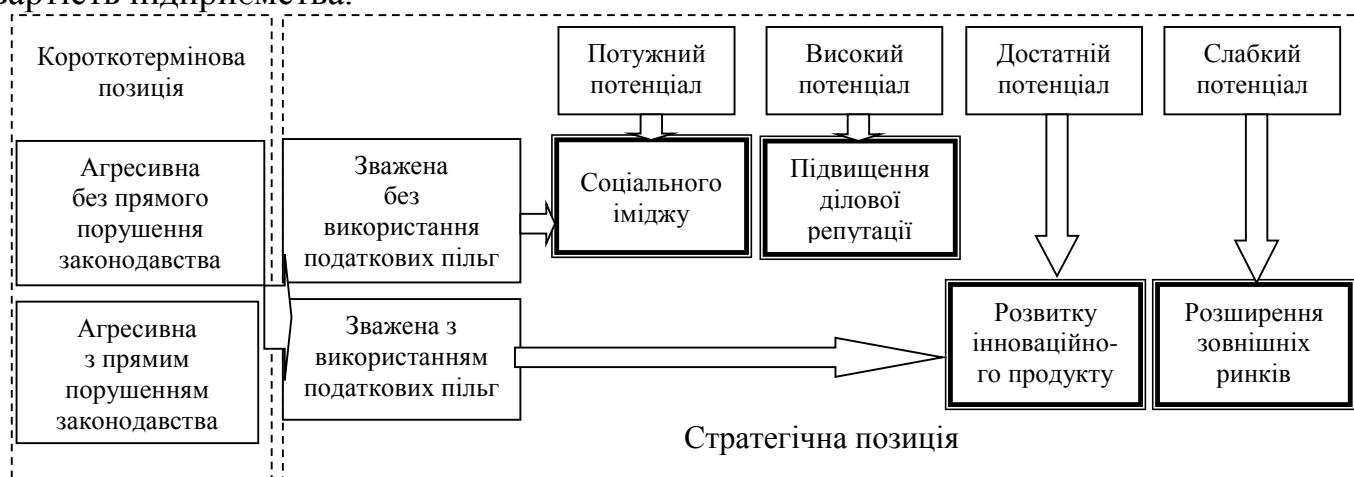 вартість підприємства.
Короткотермінова
позиція
Потужний
потенціал
Високий
потенціал
Достатній
потенціал
Слабкий
потенціал
Агресивна
без прямого
порушення
законодавства
Зважена
без
використання
податкових пільг
Соціального
іміджу
Підвищення
ділової
репутації
Агресивна
з прямим
порушенням
законодавства
Зважена з
використанням
податкових пільг
Розвитку
інноваційно-
го продукту
Розширення
зовнішніх
ринків
Стратегічна позиція